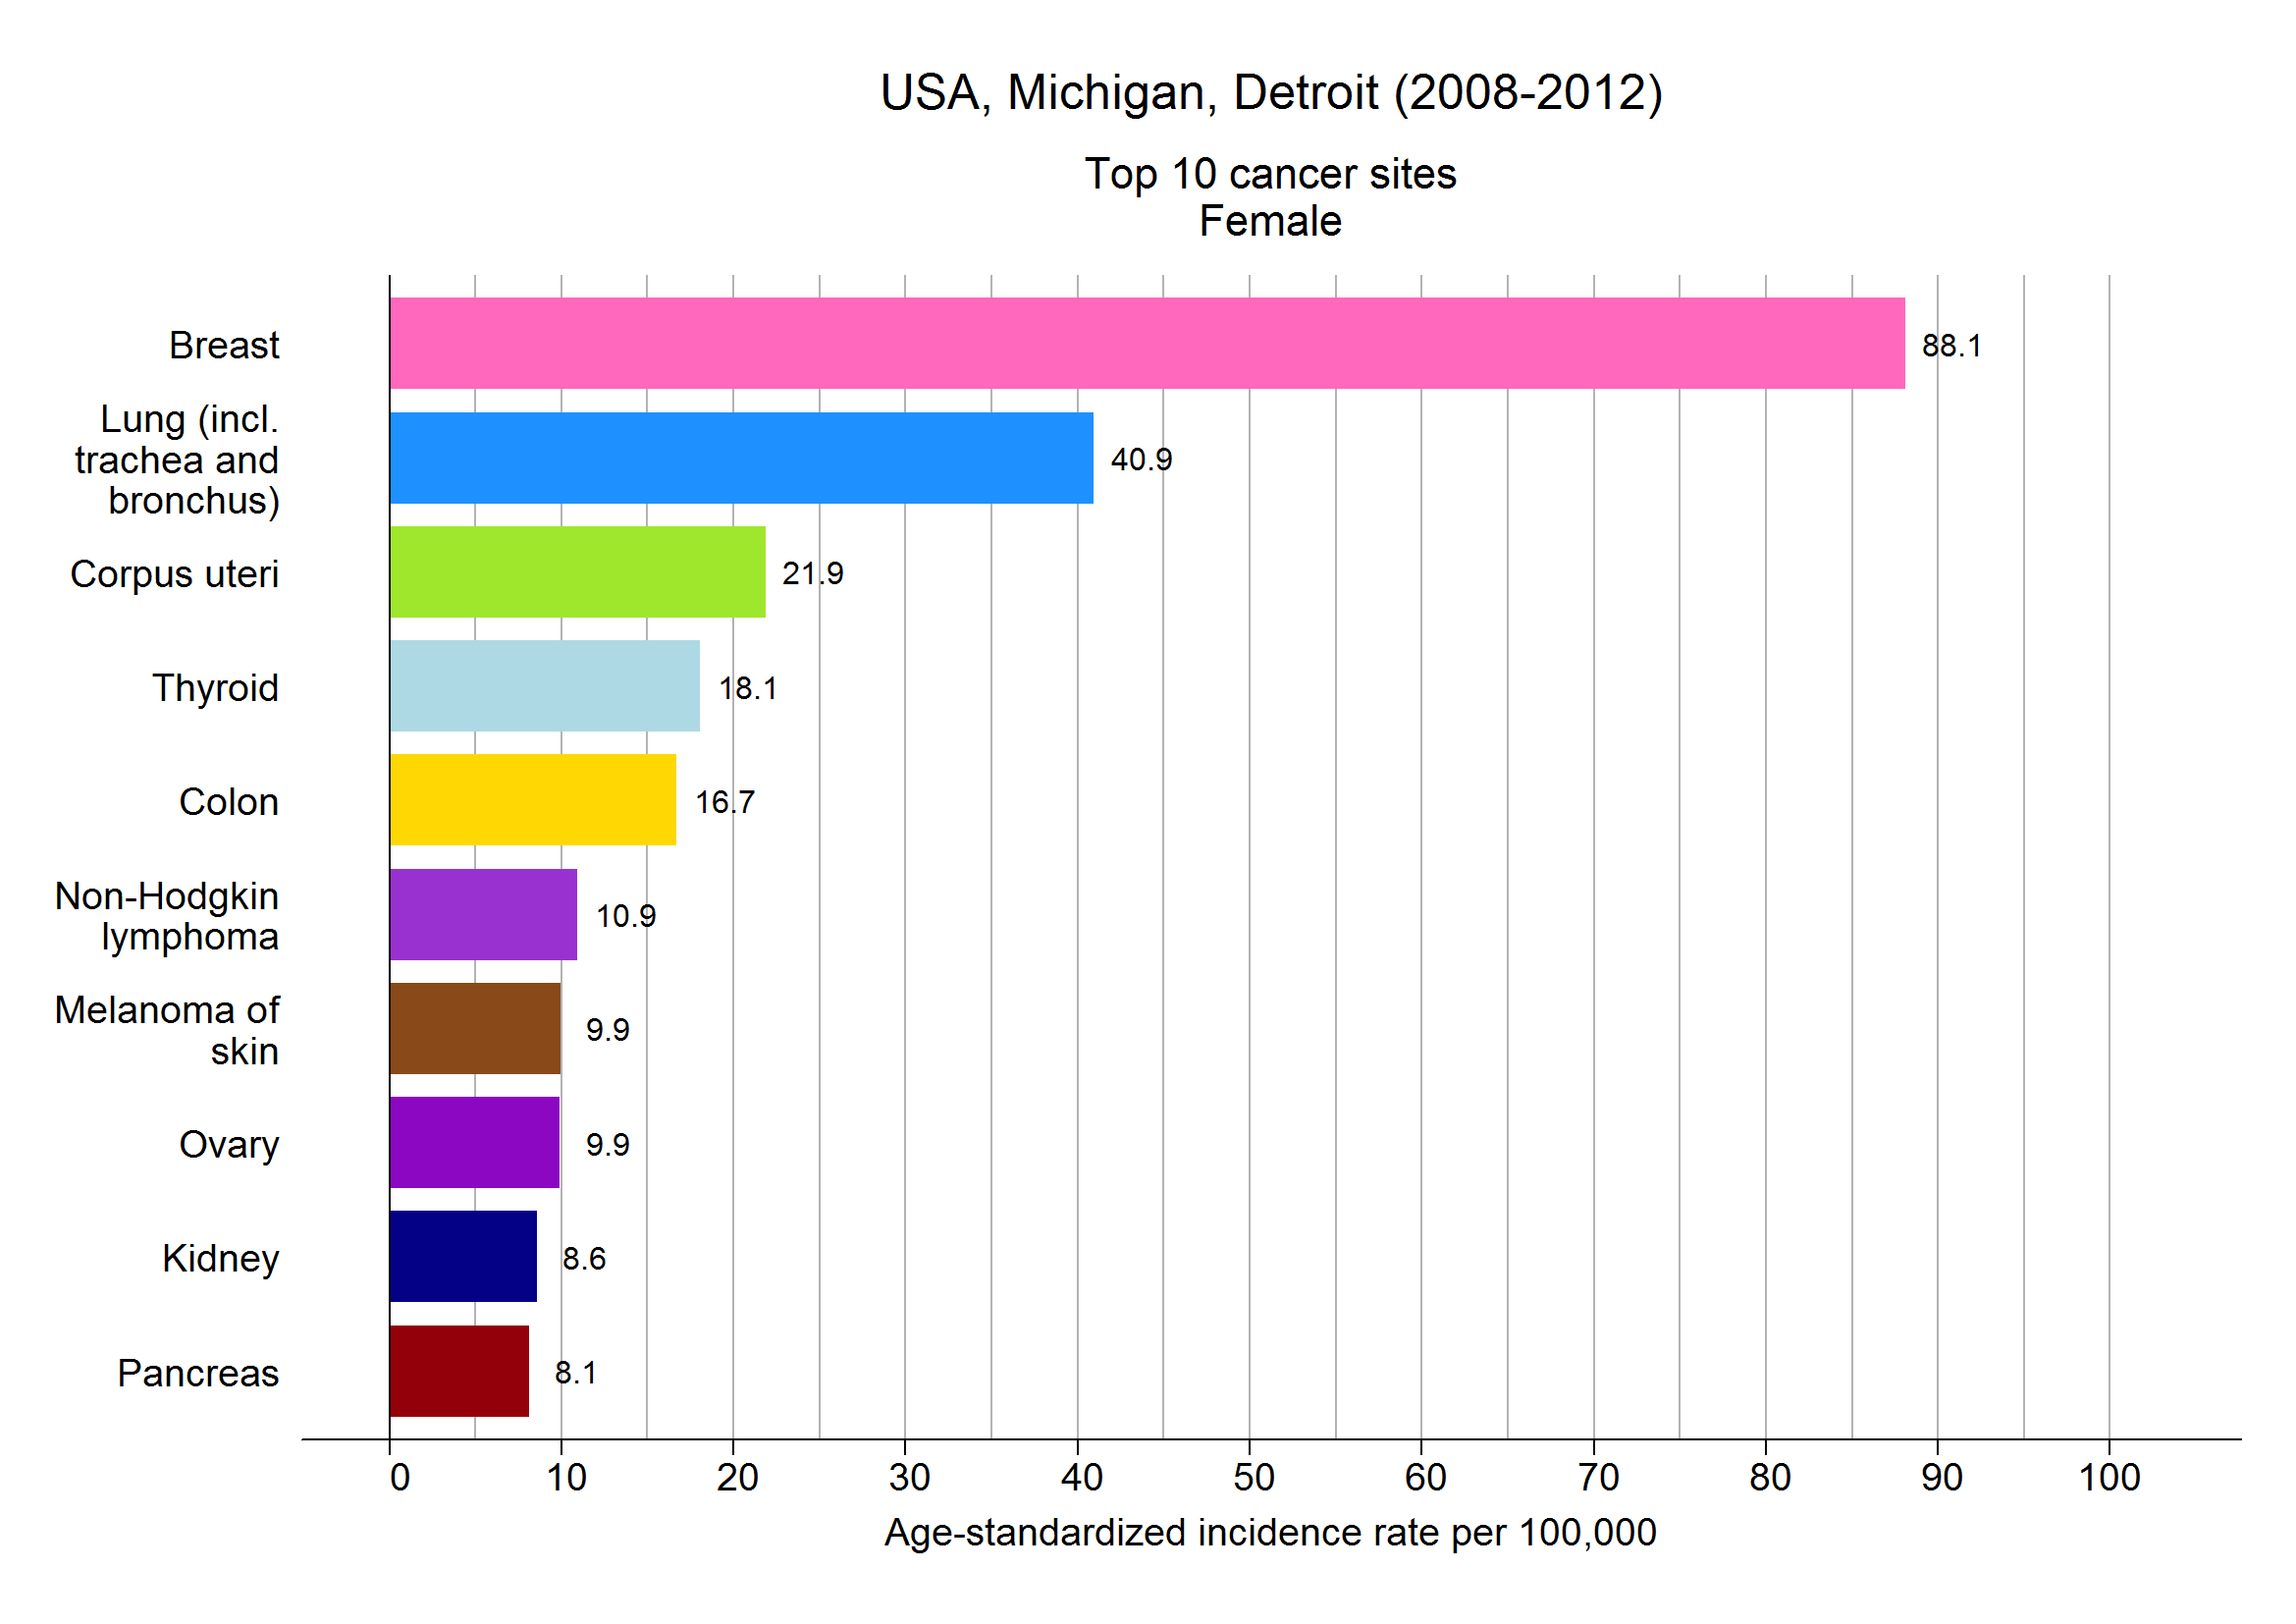 USA, Michigan, Detroit (2008-2012)
Top 10 cancer sites
Female
Breast
88.1
Lung (incl.
trachea and
bronchus)
40.9
Corpus uteri
21.9
Thyroid
18.1
Colon
16.7
Non-Hodgkin
lymphoma
10.9
Melanoma of
skin
9.9
Ovary
9.9
Kidney
8.6
Pancreas
8.1
0 10 20 30 40 50 60 70 80 90 100
Age-standardized incidence rate per 100,000